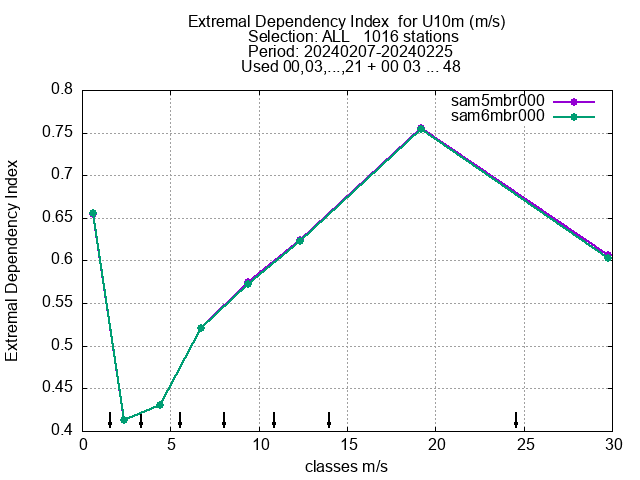 Extremal Dependency Index  for U10m (m/s)
Selection: ALL   1016 stations
Period: 20240207-20240225
Used 00,03,...,21 + 00 03 ... 48
sam5mbr000
sam6mbr000
0.8
0.75
0.7
0.65
0.6
0.55
0.5
0.45
0.4
Extremal Dependency Index
0 5 10 15 20 25 30
classes m/s